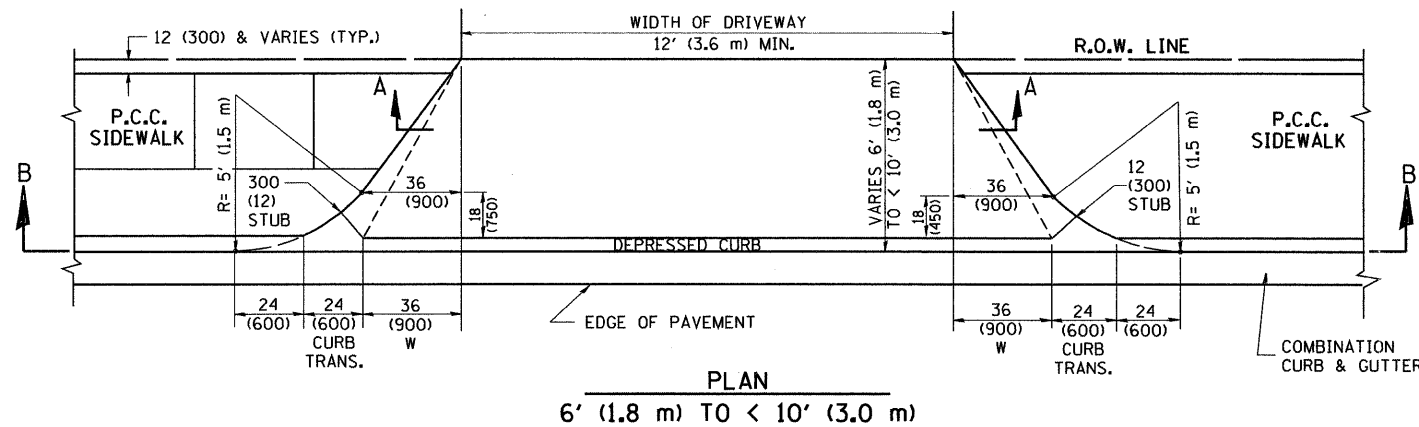 12 (300) & VARIES (TYP.)
WIDTH OF DRIVEWAY
12' (3.6 m) MIN.
R.O.W. LINE
A
A
P.C.C.
SIDEWALK
P.C.C.
SIDEWALK
B
B
R= 5' (1.5 m)
300
(12)
STUB
36
(900)
18
(750)
VARIES 6' (1.8 m)
TO < 10' (3.0 m)
36
(900)
18
(450)
12
(300)
STUB
R= 5' (1.5 m)
DEPRESSED CURB
24
(600)
24
(600)
CURB
TRANS.
36
(900)
W
EDGE OF PAVEMENT
36
(900)
W
24
(600)
CURB
TRANS.
24
(600)
COMBINATION
CURB & GUTTER
PLAN
6' (1.8 m) TO < 10' (3.0 m)